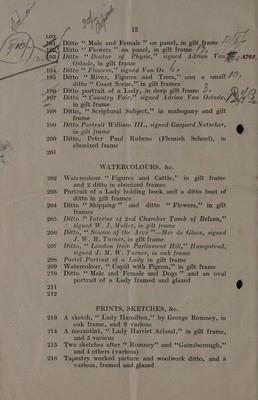 12
192 Ditto " Male and Female " on panel, in gilt frame
193 Ditto " Flowers " on panel, in gilt frame
Ditto " Doctor of Physic," signed Adrian Van
Ostade, in gilt frame
194 Ditto " Flowers," signed Van Os
195 Ditto " River, Figures and Trees," and a small
ditto " Coast Scene," in gilt frames
196 Ditto portrait of a Lady, in deep gilt frame
197 Ditto " Country Fair," signed Adrian Ostade,
in gilt frame
198 Ditto, " Scriptural Subject," in mahogany and gilt
frame
199 Ditto Portrait William III., signed Gaspard Netscher,
in gilt frame
200 Ditto, Peter Paul Rubens (Flemish School), in
ebonized frame
201
WATERCOLOURS, &c.
202 Watercolour " Figures and Cattle," in gilt frame
and 2 ditto in ebonized frames
203 Portrait of a Lady holding book and a ditto bust of
ditto in gilt frames
204 Ditto " Shipping " and ditto " Flowers," in gilt
frames
205 Ditto " Interior of 2nd Chamber Tomb of Belzon,"
signed W. J. Muller, in gilt frame
206 Ditto, " Source of the Arve "—Mer de Glace, signed
J. W. M. Turner, in gilt frame
207 Ditto, " London from Parliament Hill," Hampstead,
signed J. M. W. Turner, in oak frame
208 Pastel Portrait of a Lady in gilt frame
209 Watercolour, " Cupid with Pigeon," in gilt frame
210 Ditto " Male and Female and Dogs " and an oval
portrait of a Lady framed and glazed
211
212
PRINTS, SKETCHES, &c.
213 A sketch, " Lady Hamilton," by George Romney, in
oak frame, and 8 various
214 A mezzotint, " Lady Harriet Acland," in gilt frame,
and 5 various
215 Two sketches after " Romney" and "Gainsborough,"
and 4 others (various)
216 Tapestry worked picture and woolwork ditto, and 8
various, framed and glazed